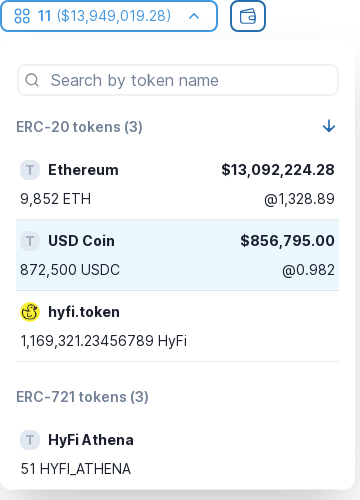 11 ($13,949,019.28)
Search by token name
ERC-20 tokens (3)
T Ethereum $13,092,224.28
9,852 ETH @1,328.89
T USD Coin $856,795.00
872,500 USDC @0.982
hyfi.token
1,169,321.23456789 HyFi
ERC-721 tokens (3)
T HyFi Athena
51 HYFI_ATHENA